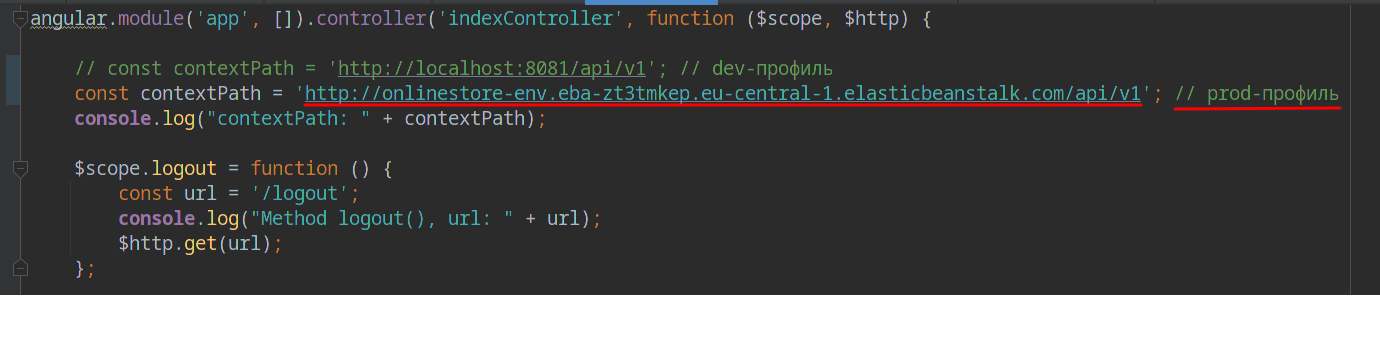 angular.module('app', []).controller('indexController', function ($scope, $http) {
// const contextPath = 'http://localhost:8081/api/v1'; // dev-профиль
const contextPath = 'http://onlinestore-env.eba-zt3tmkep.eu-central-1.elasticbeanstalk.com/api/v1'; // prod-профиль
console.log("contextPath: " + contextPath);
$scope.logout = function () {
const url = '/logout';
console.log("Method logout(), url: " + url);
$http.get(url);
};